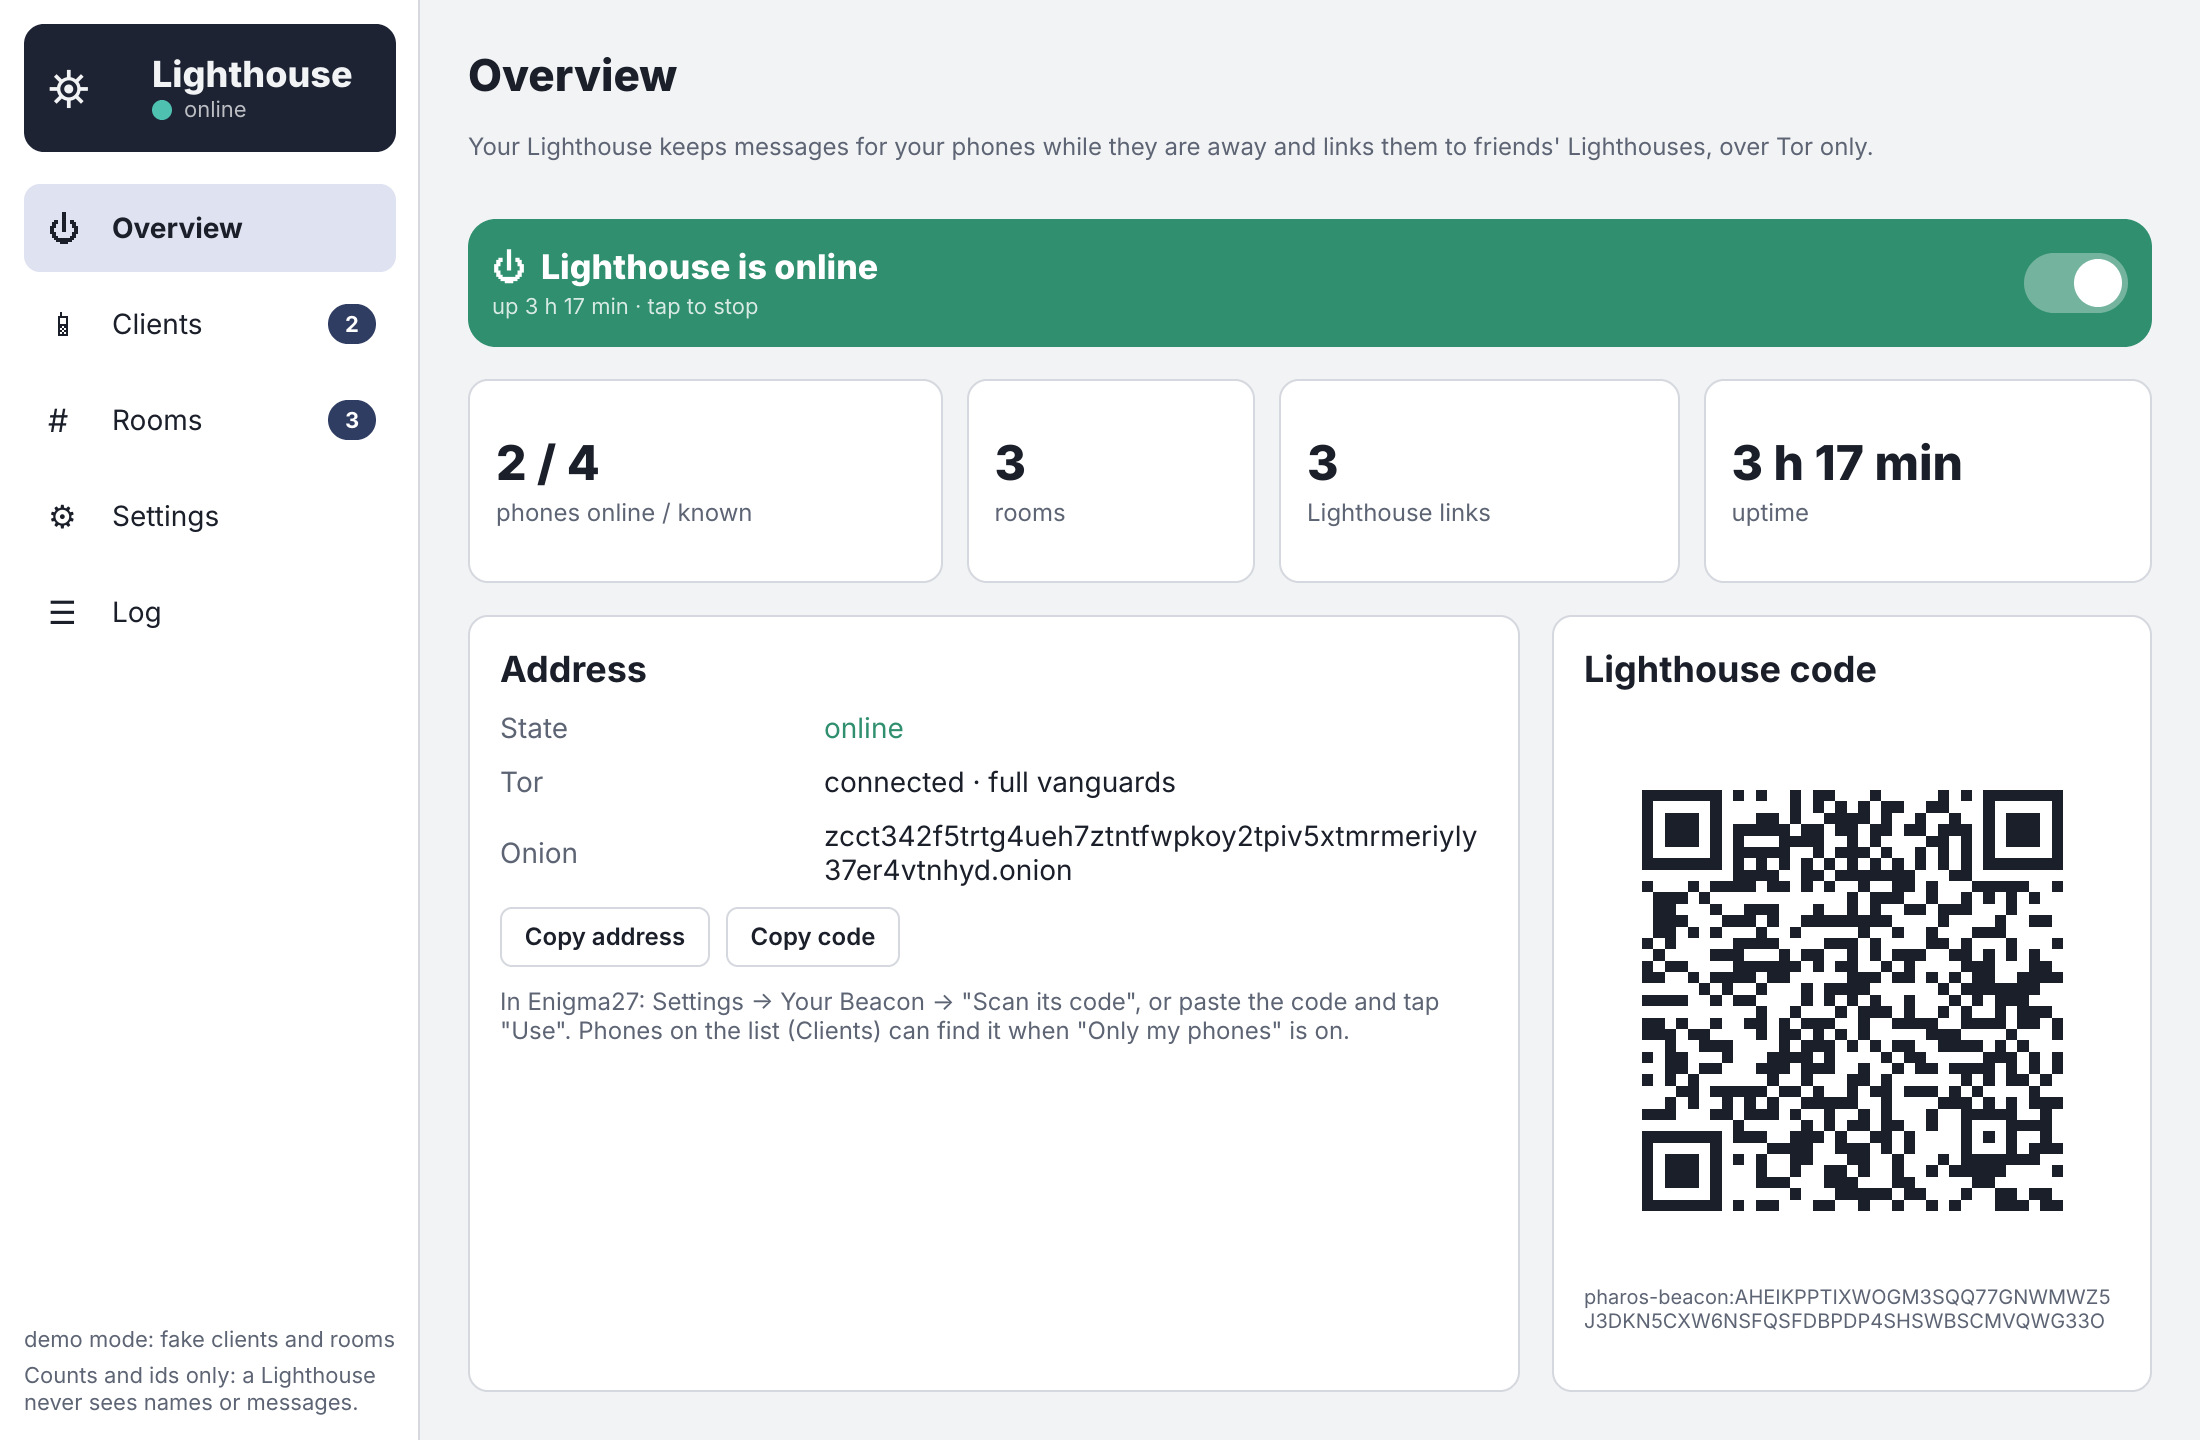 Lighthouse
online
Overview
Clients
2
# Rooms
3
Settings
Log
demo mode: fake clients and rooms
Counts and ids only: a Lighthouse
never sees names or messages.
Overview
Your Lighthouse keeps messages for your phones while they are away and links them to friends' Lighthouses, over Tor only.
Lighthouse is online
up 3 h 17 min · tap to stop
2 / 4
phones online / known
3
rooms
3
Lighthouse links
3 h 17 min
uptime
Address
State online
Tor connected · full vanguards
Onion zcct342f5trtg4ueh7ztntfwpkoy2tpiv5xtmrmeriyly
37er4vtnhyd.onion
Copy address
Copy code
In Enigma27: Settings → Your Beacon → "Scan its code", or paste the code and tap
"Use". Phones on the list (Clients) can find it when "Only my phones" is on.
Lighthouse code
pharos-beacon:AHEIKPPTIXWOGM3SQQ77GNWMWZ5
J3DKN5CXW6NSFQSFDBPDP4SHSWBSCMVQWG33O